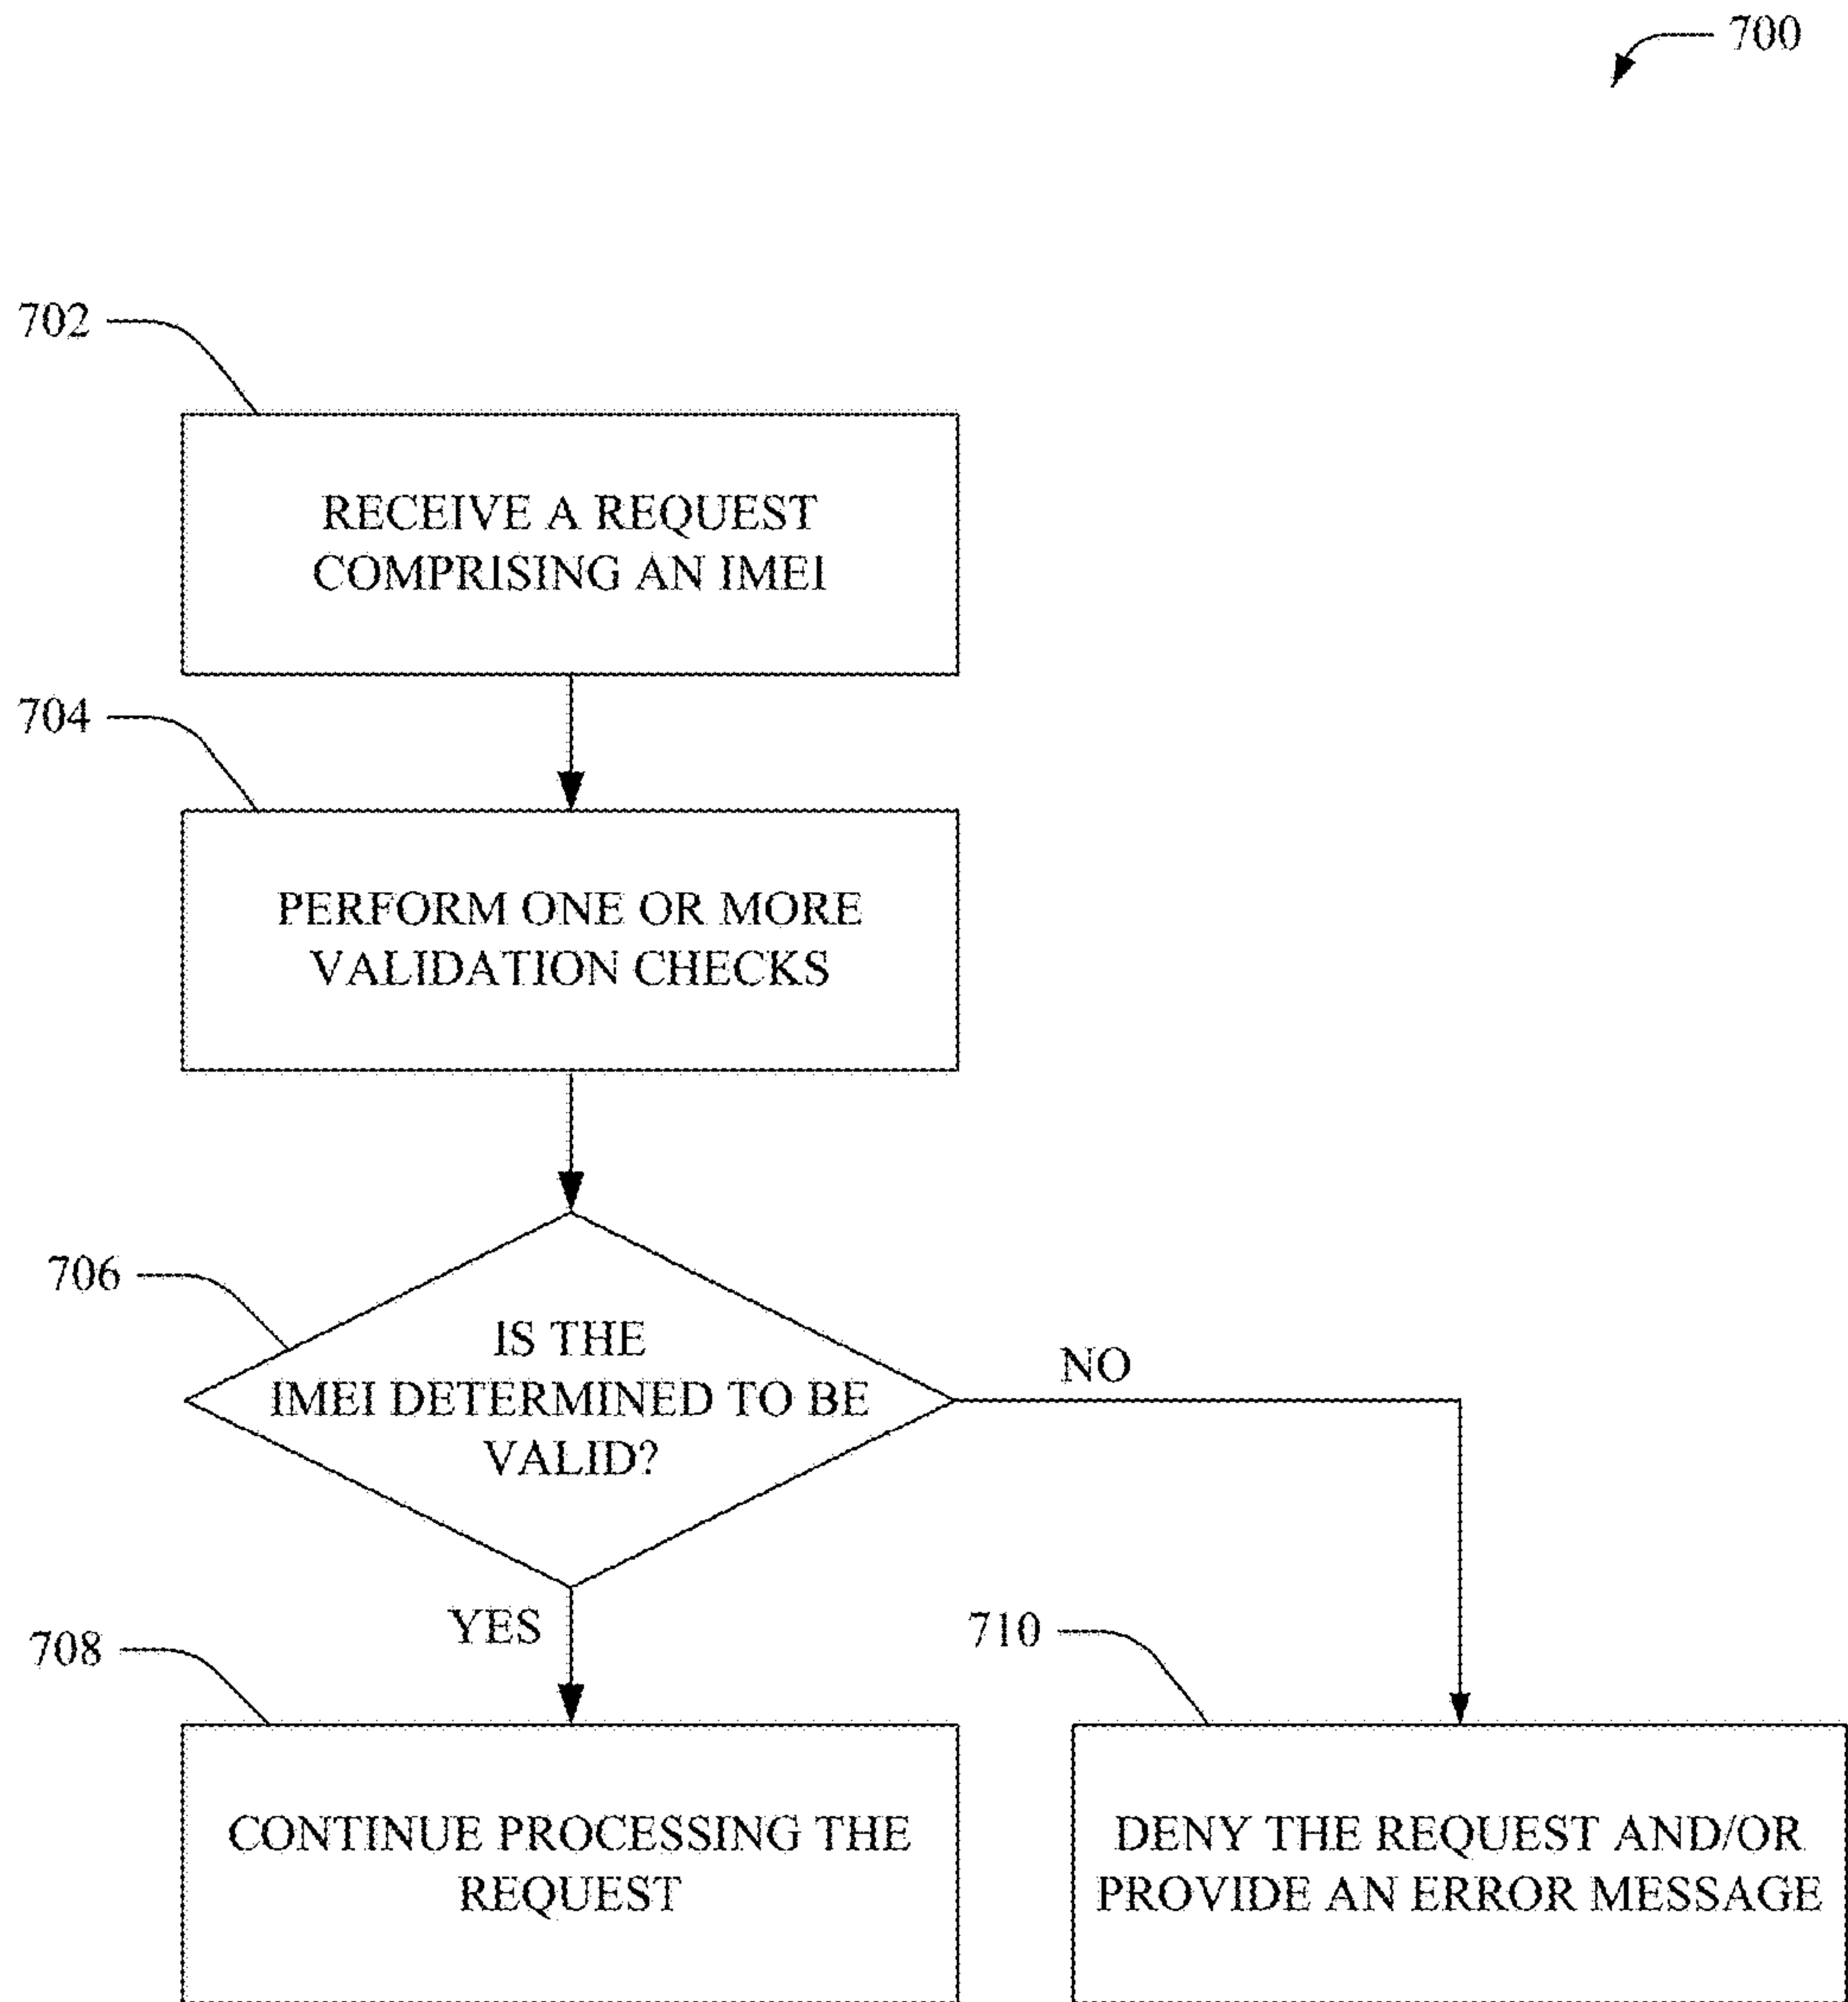 700
702
RECEIVE A REQUEST
COMPRISING AN IMEI
704
PERFORM ONE OR MORE
VALIDATION CHECKS
706
IS THE
IMEI DETERMINED TO BE
VALID?
NO
YES
708
710
CONTINUE PROCESSING THE
REQUEST
DENY THE REQUEST AND/OR
PROVIDE AN ERROR MESSAGE